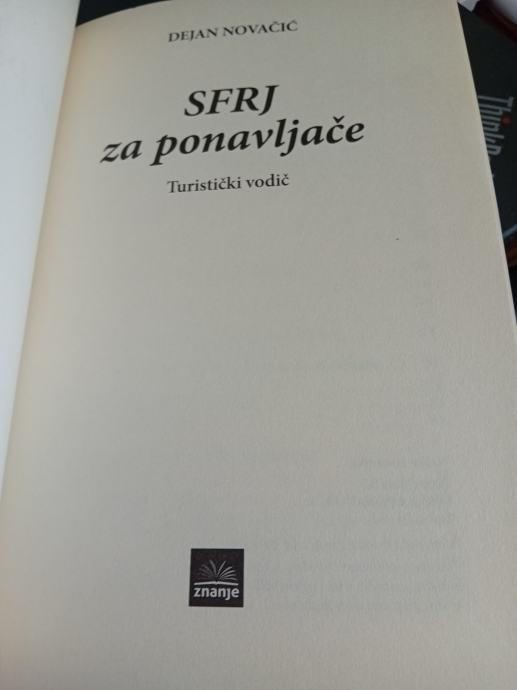 DEJAN NOVAČIĆ
SFRJ
za ponavljače
Turistički vodič
znanje